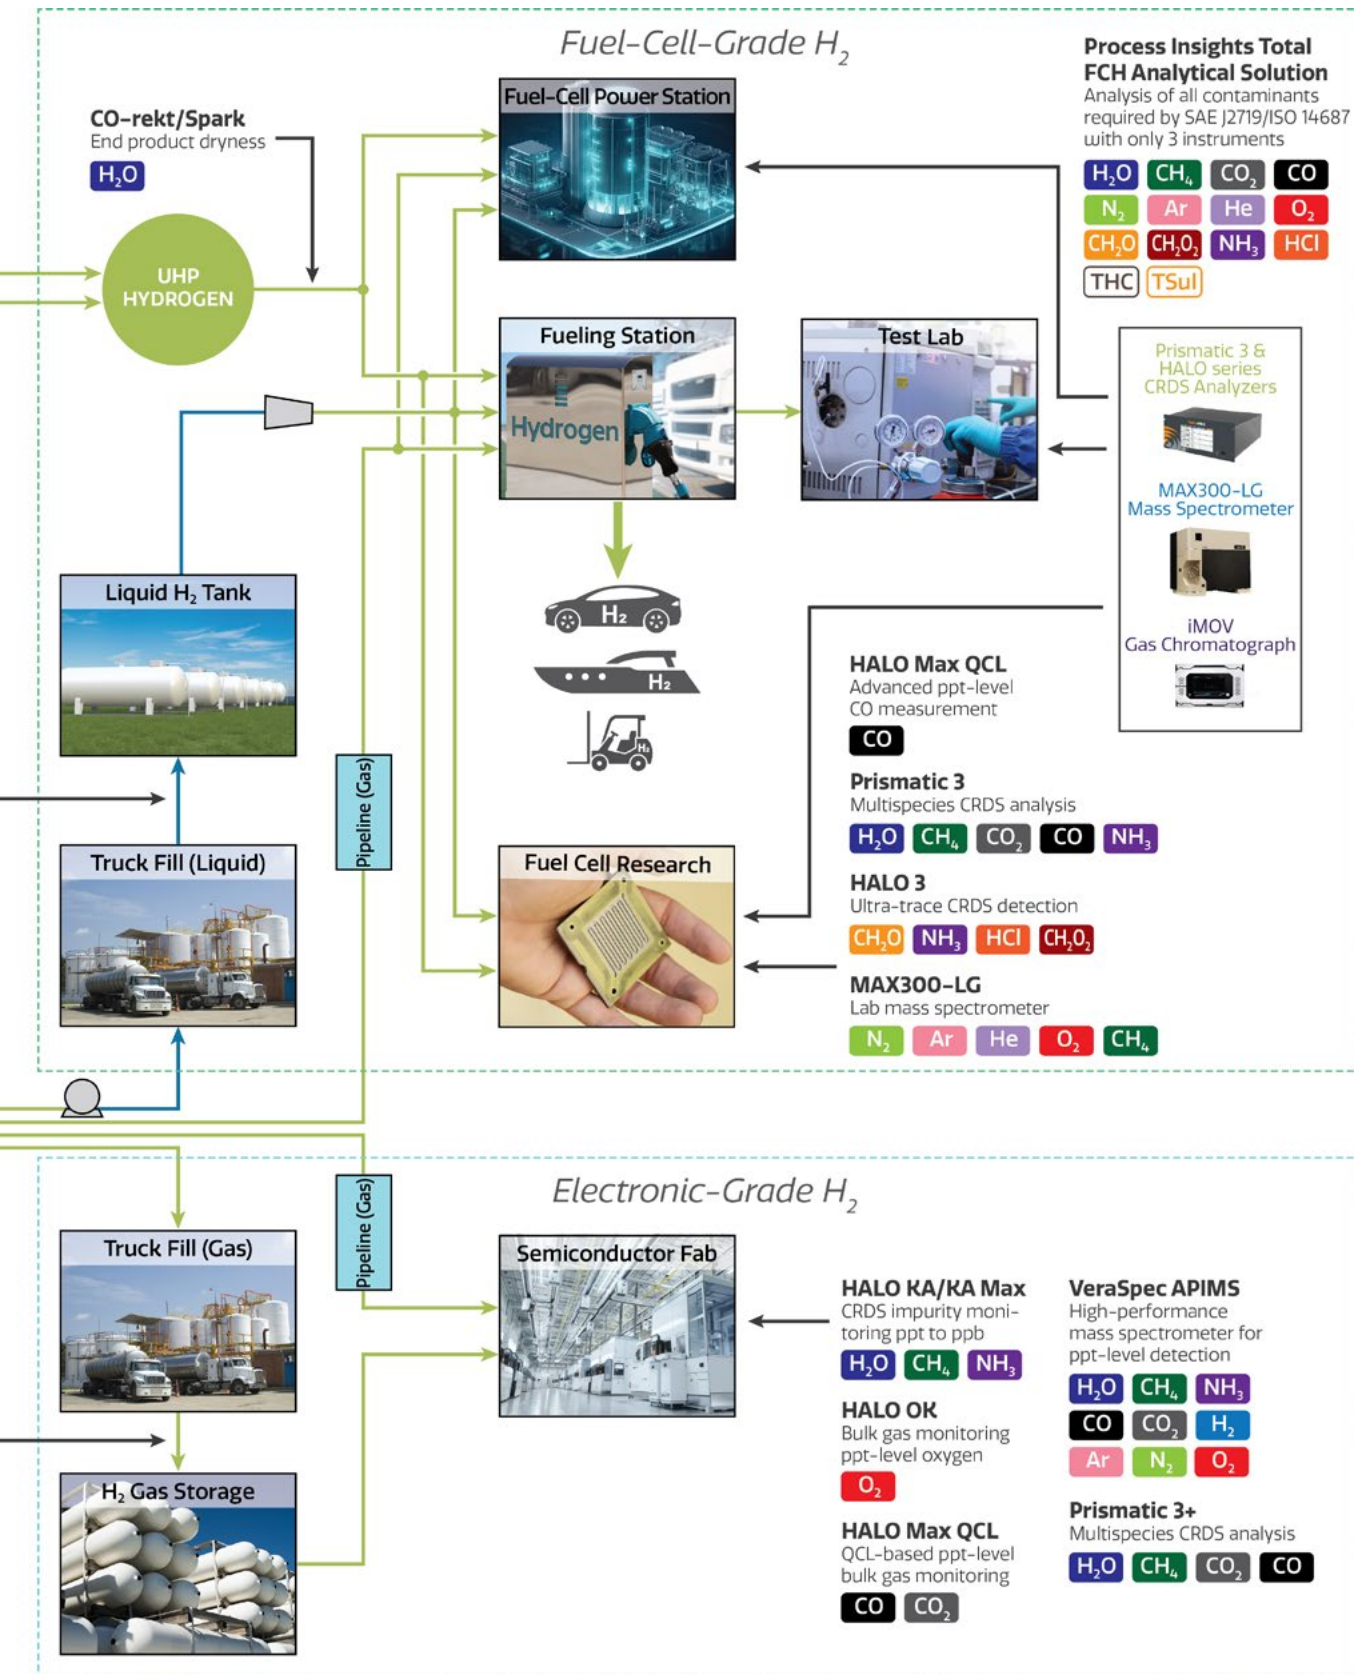 Fuel-Cell-Grade H₂
CO-rekt/Spark
End product dryness
H₂O
UHP
HYDROGEN
Fuel-Cell Power Station
Process Insights Total
FCH Analytical Solution
Analysis of all contaminants
required by SAE J2719/ISO 14687
with only 3 instruments
H₂O CH₄ CO₂ CO
N₂ Ar He O₂
CH₂O CH₂O₂ NH₃ HCl
THC TSul
Fueling Station
Hydrogen
Test Lab
Prismatic 3 &
HALO series
CRDS Analyzers
MAX300-LG
Mass Spectrometer
iMOV
Gas Chromatograph
H₂
H₂
H₂
Liquid H₂ Tank
Truck Fill (Liquid)
Pipeline (Gas)
Fuel Cell Research
HALO Max QCL
Advanced ppt-level
CO measurement
CO
Prismatic 3
Multispecies CRDS analysis
H₂O CH₄ CO₂ CO NH₃
HALO 3
Ultra-trace CRDS detection
CH₂O NH₃ HCl CH₂O₂
MAX300-LG
Lab mass spectrometer
N₂ Ar He O₂ CH₄
Electronic-Grade H₂
Truck Fill (Gas)
Pipeline (Gas)
H₂ Gas Storage
Semiconductor Fab
HALO KA/KA Max
CRDS impurity moni-
toring ppt to ppb
H₂O CH₄ NH₃
HALO OK
Bulk gas monitoring
ppt-level oxygen
O₂
HALO Max QCL
QCL-based ppt-level
bulk gas monitoring
CO CO₂
VeraSpec APIMS
High-performance
mass spectrometer for
ppt-level detection
H₂O CH₄ NH₃
CO CO₂ H₂
Ar N₂ O₂
Prismatic 3+
Multispecies CRDS analysis
H₂O CH₄ CO₂ CO